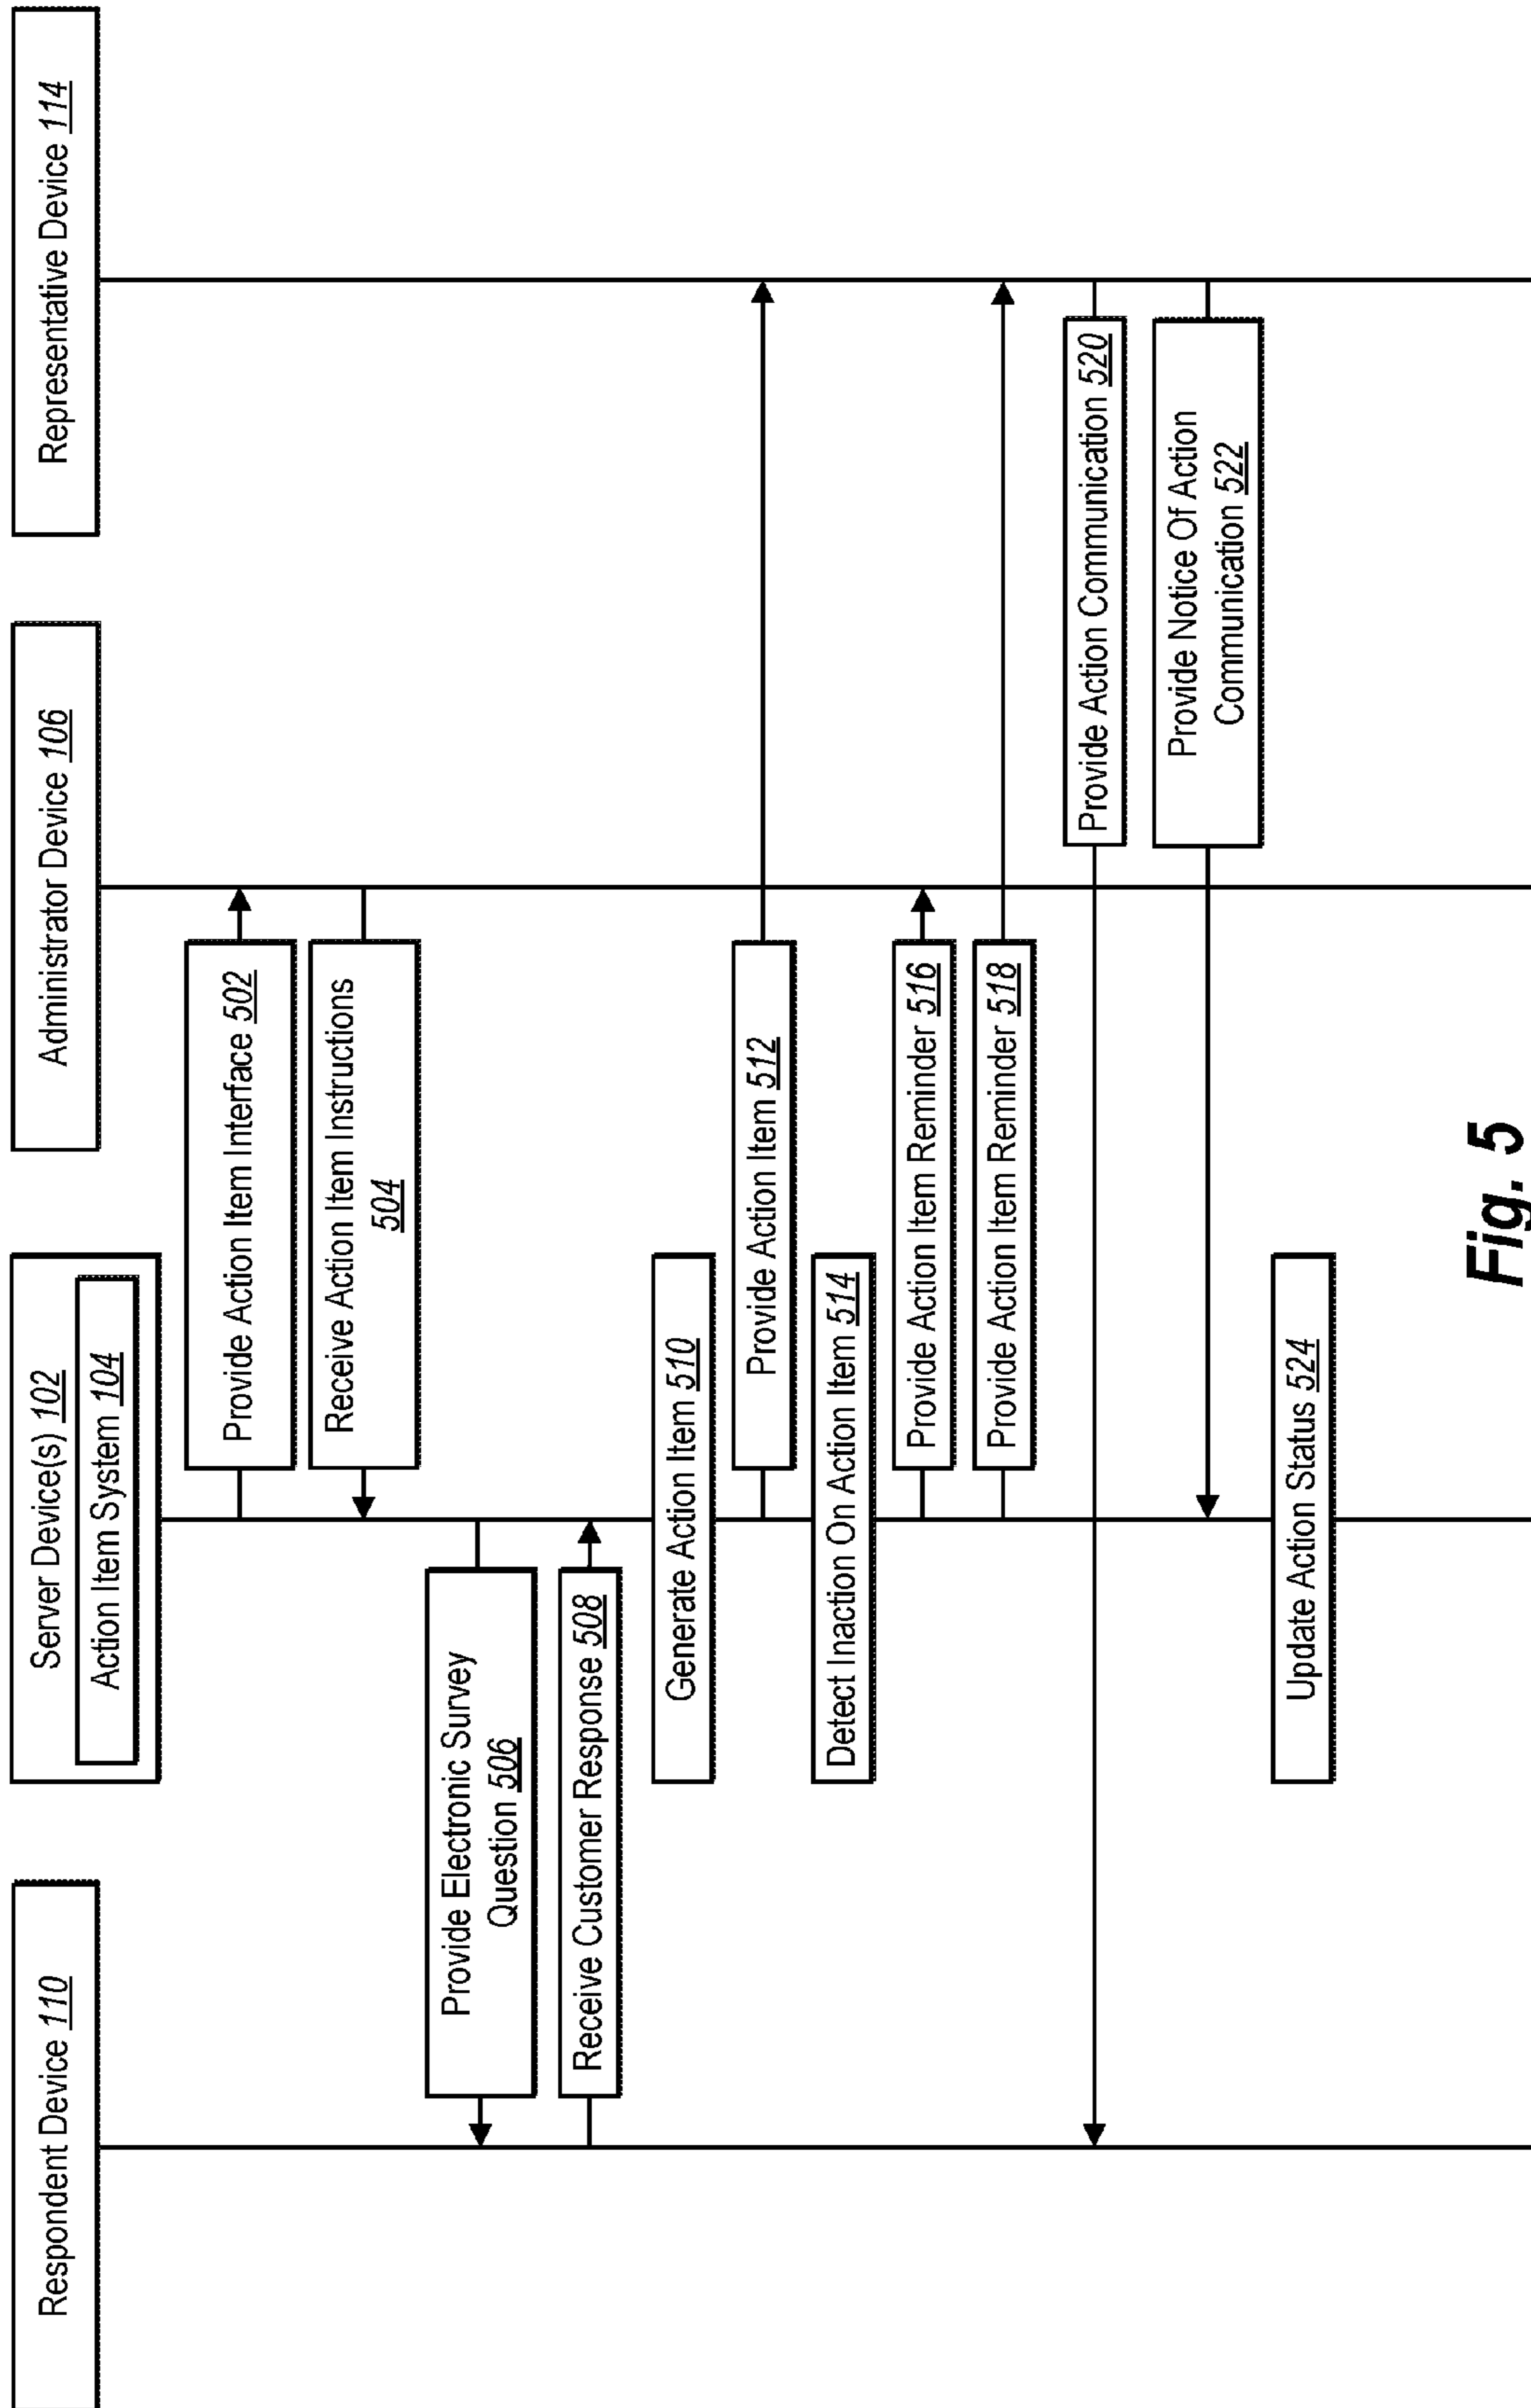 Respondent Device 110
Server Device(s) 102
Action Item System 104
Administrator Device 106
Representative Device 114
Provide Action Item Interface 502
Receive Action Item Instructions
504
Provide Electronic Survey
Question 506
Receive Customer Response 508
Generate Action Item 510
Provide Action Item 512
Detect Inaction On Action Item 514
Provide Action Item Reminder 516
Provide Action Item Reminder 518
Provide Action Communication 520
Provide Notice Of Action
Communication 522
Update Action Status 524
Fig. 5